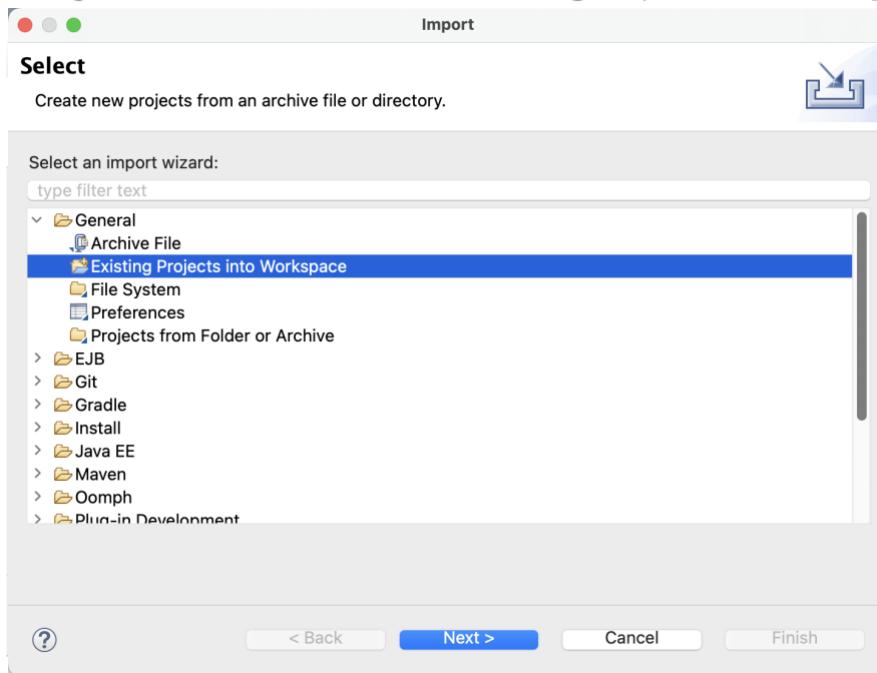 Import
Select
Create new projects from an archive file or directory.
Select an import wizard:
type filter text
General
Archive File
Existing Projects into Workspace
File System
Preferences
Projects from Folder or Archive
EJB
Git
Gradle
Install
Java EE
Maven
Oomph
Plug-in Development
? < Back Next > Cancel Finish